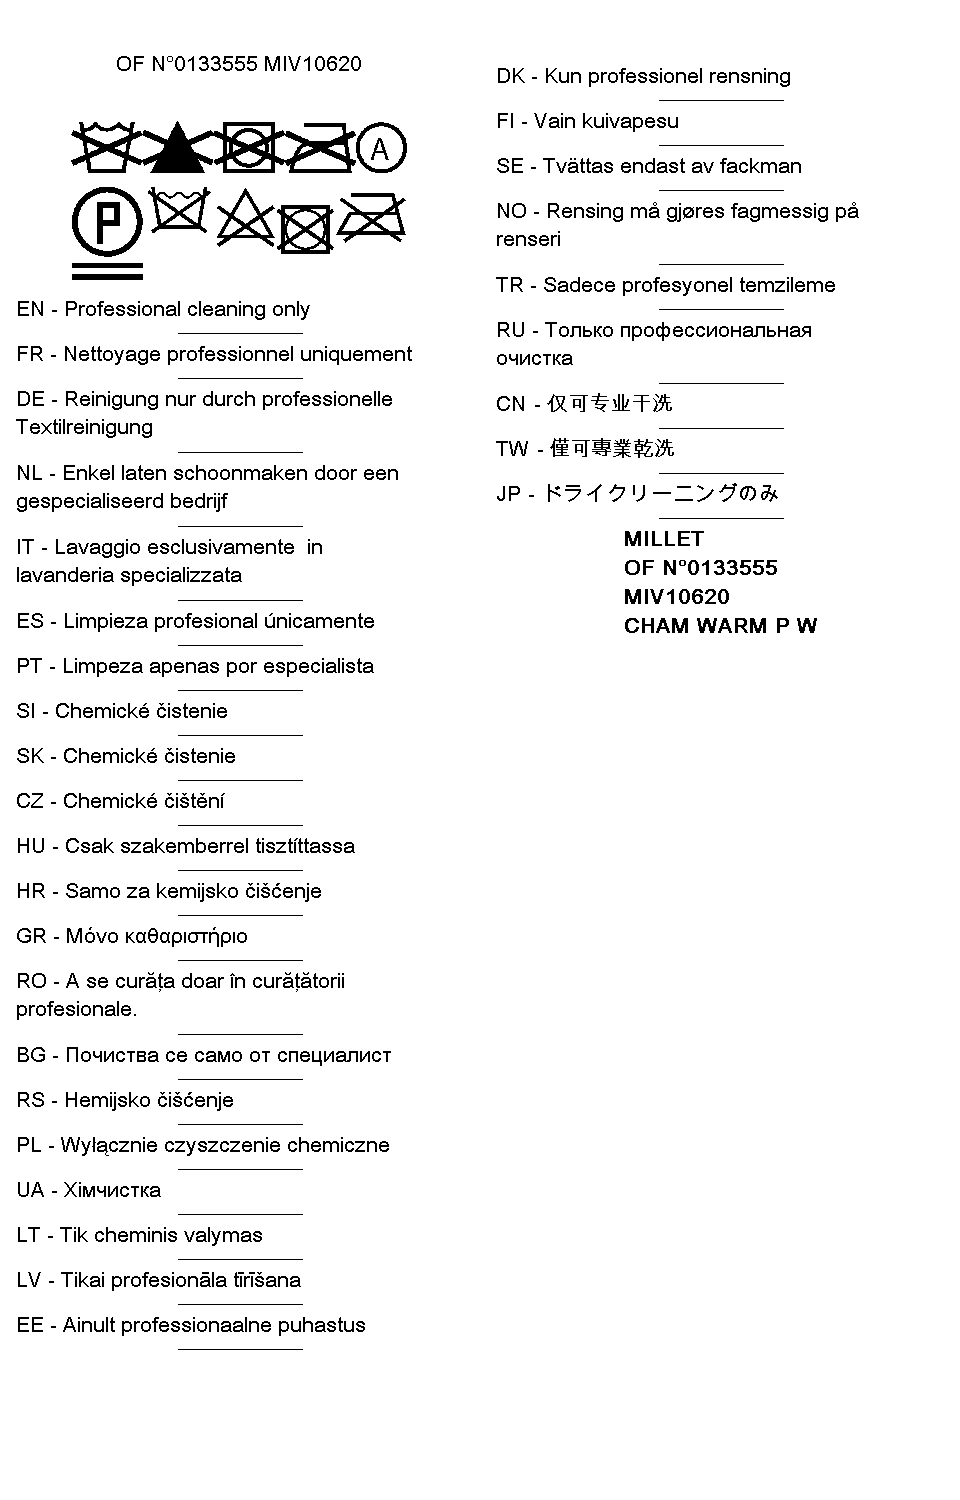 OF N°0133555 MIV10620
A
P
EN - Professional cleaning only
FR - Nettoyage professionnel uniquement
DE - Reinigung nur durch professionelle
Textilreinigung
NL - Enkel laten schoonmaken door een
gespecialiseerd bedrijf
IT - Lavaggio esclusivamente  in
lavanderia specializzata
ES - Limpieza profesional únicamente
PT - Limpeza apenas por especialista
SI - Chemické čistenie
SK - Chemické čistenie
CZ - Chemické čištění
HU - Csak szakemberrel tisztíttassa
HR - Samo za kemijsko čišćenje
GR - Μόνο καθαριστήριο
RO - A se curăța doar în curățătorii
profesionale.
BG - Почиства се само от специалист
RS - Hemijsko čišćenje
PL - Wyłącznie czyszczenie chemiczne
UA - Хімчистка
LT - Tik cheminis valymas
LV - Tikai profesionāla tīrīšana
EE - Ainult professionaalne puhastus
DK - Kun professionel rensning
FI - Vain kuivapesu
SE - Tvättas endast av fackman
NO - Rensing må gjøres fagmessig på
renseri
TR - Sadece profesyonel temzileme
RU - Только профессиональная
очистка
CN - 仅可专业干洗
TW - 僅可專業乾洗
JP - ドライクリーニングのみ
MILLET
OF N°0133555
MIV10620
CHAM WARM P W